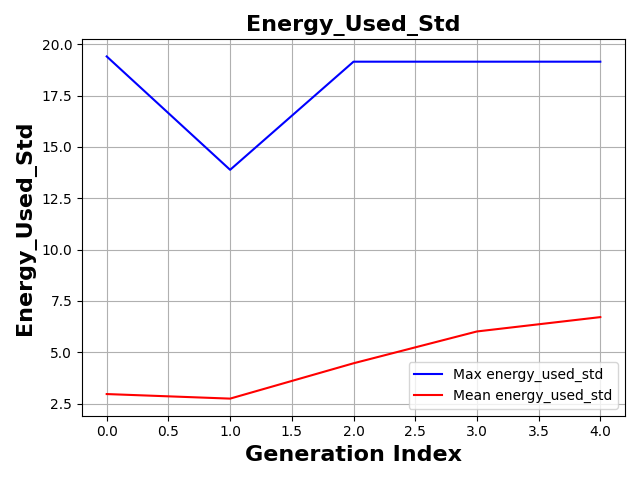 Energy_Used_Std
Energy_Used_Std
20.0
17.5
15.0
12.5
10.0
7.5
5.0
2.5
Max energy_used_std
Mean energy_used_std
0.0 0.5 1.0 1.5 2.0 2.5 3.0 3.5 4.0
Generation Index